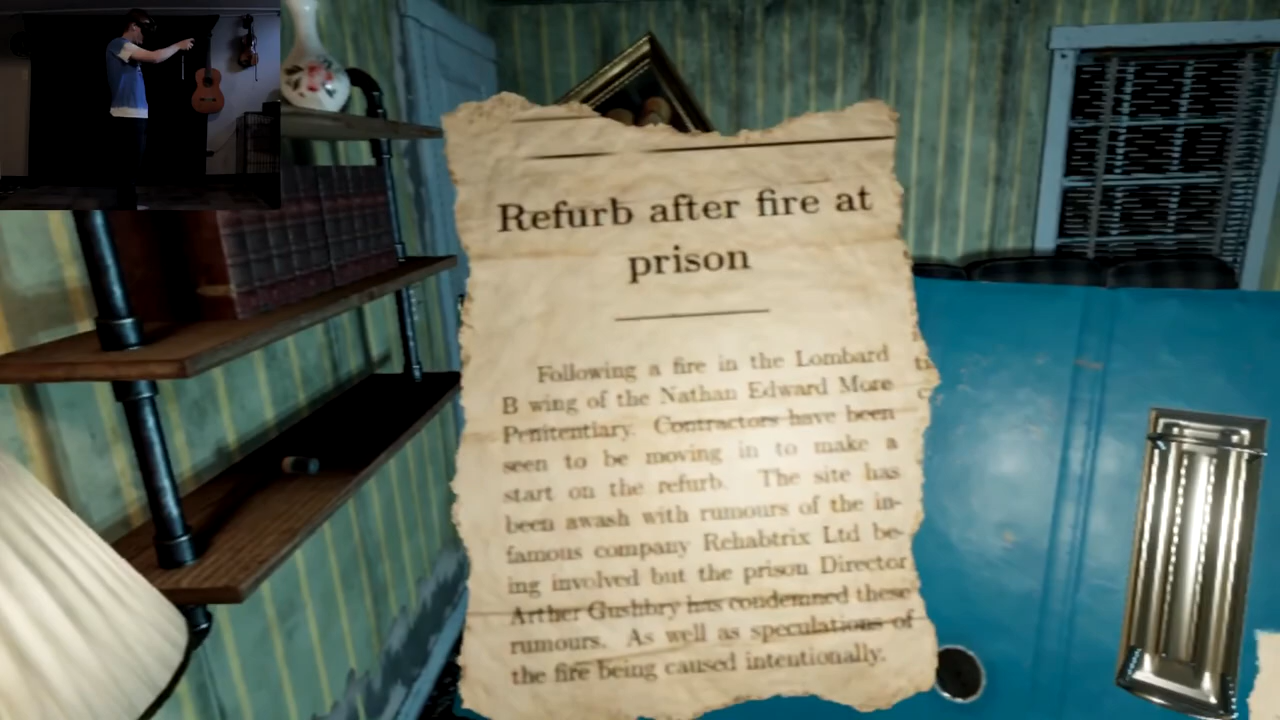 Refurb after fire at
prison
Following a fire in the Lombard
B wing of the Nathan Edward More
Penitentiary. Contractors have been
seen to be moving in to make a
start on the refurb. The site has
been awash with rumours of the in-
famous company Rehabtrix Ltd be-
ing involved but the prison Director
Arther Gushbry has condemned these
rumours. As well as speculations of
the fire being caused intentionally.